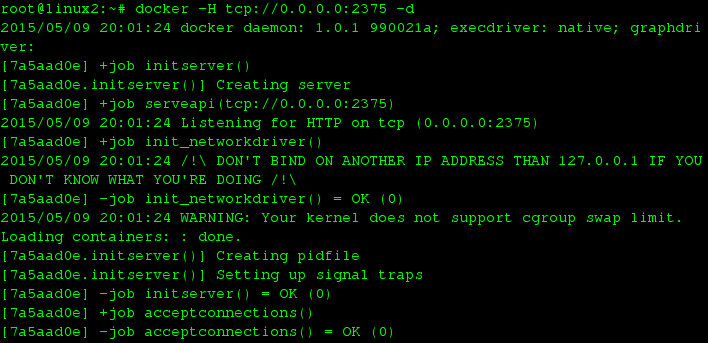 root@linux2:~# docker -H tcp://0.0.0.0:2375 -d
2015/05/09 20:01:24 docker daemon: 1.0.1 990021a; execdriver: native; graphdri
ver:
[7a5aad0e] +job initserver()
[7a5aad0e.initserver()] Creating server
[7a5aad0e] +job serveapi(tcp://0.0.0.0:2375)
2015/05/09 20:01:24 Listening for HTTP on tcp (0.0.0.0:2375)
[7a5aad0e] +job init_networkdriver()
2015/05/09 20:01:24 /!\ DON'T BIND ON ANOTHER IP ADDRESS THAN 127.0.0.1 IF YOU
 DON'T KNOW WHAT YOU'RE DOING /!\
[7a5aad0e] -job init_networkdriver() = OK (0)
2015/05/09 20:01:24 WARNING: Your kernel does not support cgroup swap limit.
Loading containers: : done.
[7a5aad0e.initserver()] Creating pidfile
[7a5aad0e.initserver()] Setting up signal traps
[7a5aad0e] -job initserver() = OK (0)
[7a5aad0e] +job acceptconnections()
[7a5aad0e] -job acceptconnections() = OK (0)